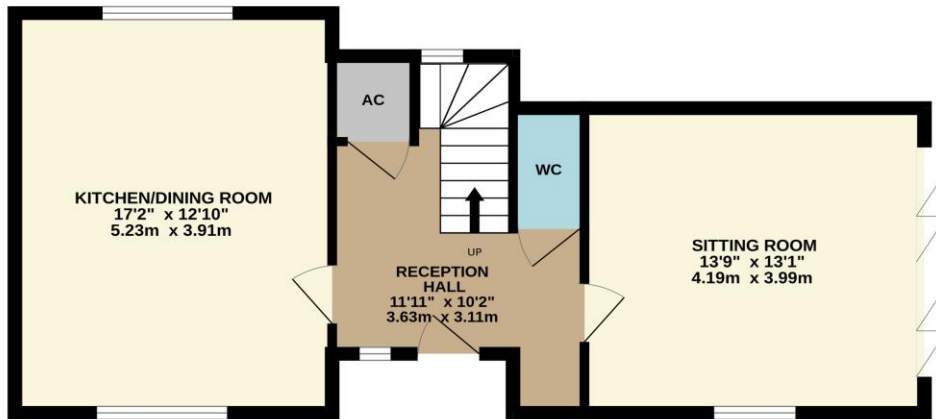 AC
WC
KITCHEN/DINING ROOM
17'2" x 12'10"
5.23m x 3.91m
UP
RECEPTION
HALL
11'11" x 10'2"
3.63m x 3.11m
SITTING ROOM
13'9" x 13'1"
4.19m x 3.99m